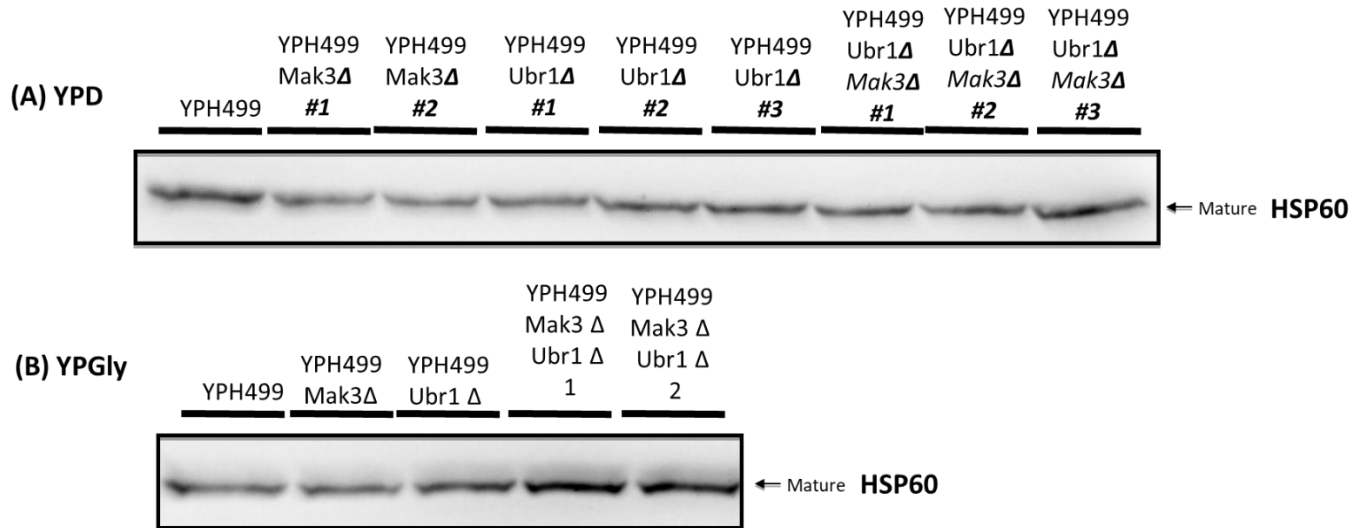 (A) YPD
YPH499
YPH499
Mak3Δ
#1
YPH499
Mak3Δ
#2
YPH499
Ubr1Δ
#1
YPH499
Ubr1Δ
#2
YPH499
Ubr1Δ
#3
YPH499
Ubr1Δ
Mak3Δ
#1
YPH499
Ubr1Δ
Mak3Δ
#2
YPH499
Ubr1Δ
Mak3Δ
#3
← Mature HSP60
(B) YPGly
YPH499
YPH499
Mak3Δ
YPH499
Ubr1 Δ
YPH499
Mak3 Δ
Ubr1 Δ
1
YPH499
Mak3 Δ
Ubr1 Δ
2
← Mature HSP60